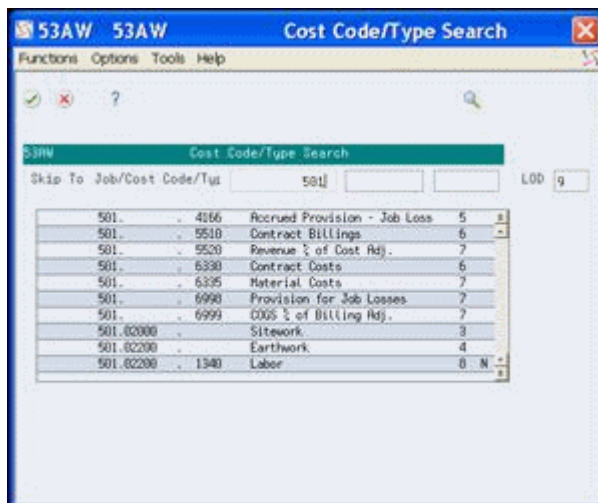 53AW 53AW Cost Code/Type Search
Functions Options Tools Help
?
53AW Cost Code/Type Search
Skip To Job/Cost Code/Typ 501 LOD 9
501. . 4166 Accrued Provision - Job Loss 5
501. . 5510 Contract Billings 6
501. . 5520 Revenue % of Cost Adj. 7
501. . 6330 Contract Costs 6
501. . 6335 Material Costs 7
501. . 6998 Provision for Job Losses 7
501. . 6999 COGS % of Billing Adj. 7
501.02000 . Sitework 3
501.02200 . Earthwork 4
501.02200 . 1340 Labor 8 N